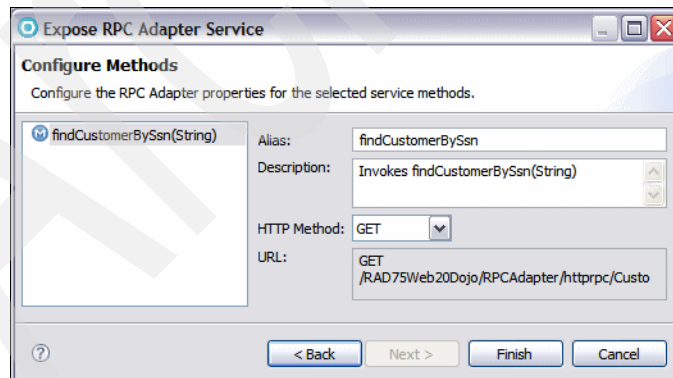 Expose RPC Adapter Service
Configure Methods
Configure the RPC Adapter properties for the selected service methods.
findCustomerBySsn(String)
Alias: findCustomerBySsn
Description: Invokes findCustomerBySsn(String)
HTTP Method: GET
URL: GET
/RAD75Web20Dojo/RPCAdapter/httprpc/Custo
< Back Next > Finish Cancel